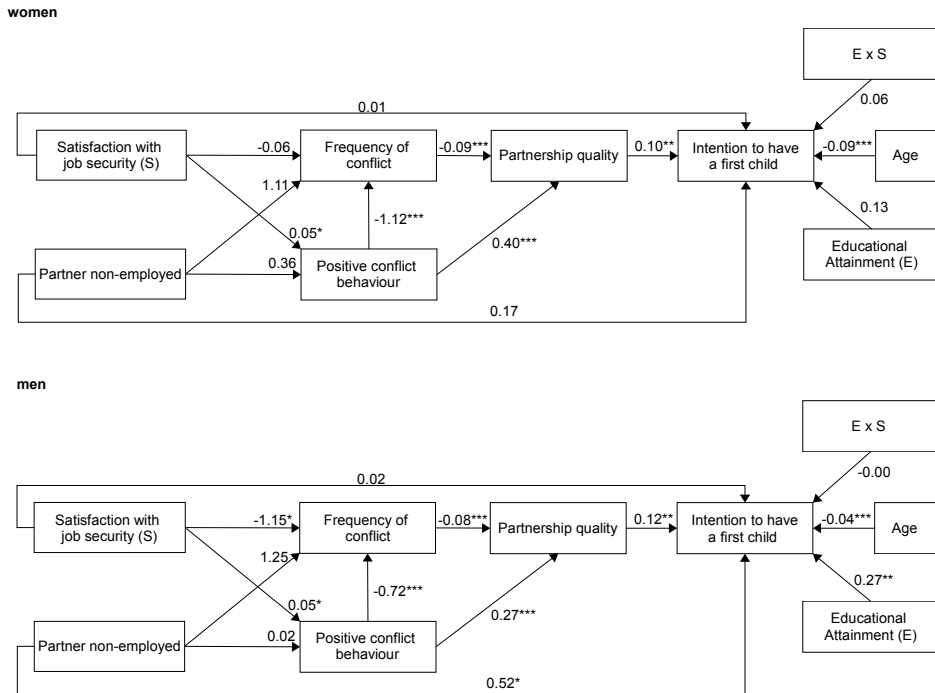 women
E x S
0.01
0.06
Satisfaction with
job security (S)
-0.06
Frequency of
conflict
-0.09***
Partnership quality
0.10**
Intention to have
a first child
-0.09***
Age
1.11
0.05*
-1.12***
0.40***
0.13
Partner non-employed
0.36
Positive conflict
behaviour
Educational
Attainment (E)
0.17
men
E x S
0.02
-0.00
Satisfaction with
job security (S)
-1.15*
Frequency of
conflict
-0.08***
Partnership quality
0.12**
Intention to have
a first child
-0.04***
Age
1.25
0.05*
-0.72***
0.27***
0.27**
Partner non-employed
0.02
Positive conflict
behaviour
Educational
Attainment (E)
0.52*